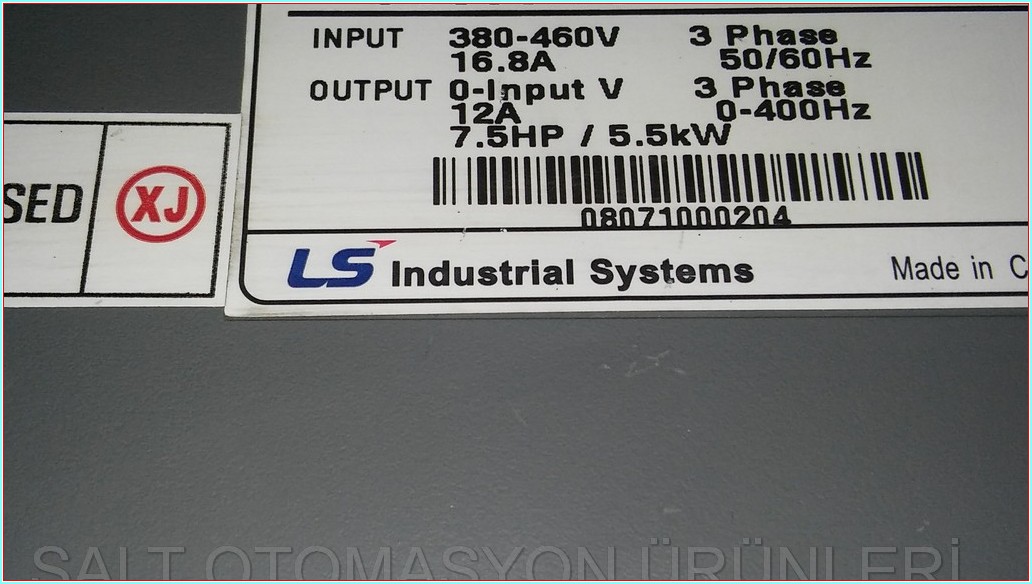 INPUT 380-460V 3 Phase
16.8A 50/60Hz
OUTPUT 0-Input V 3 Phase
12A 0-400Hz
7.5HP / 5.5kW
08071000204
SED XJ
LS Industrial Systems Made in C
SALT OTOMASYON ÜRÜNLERİ